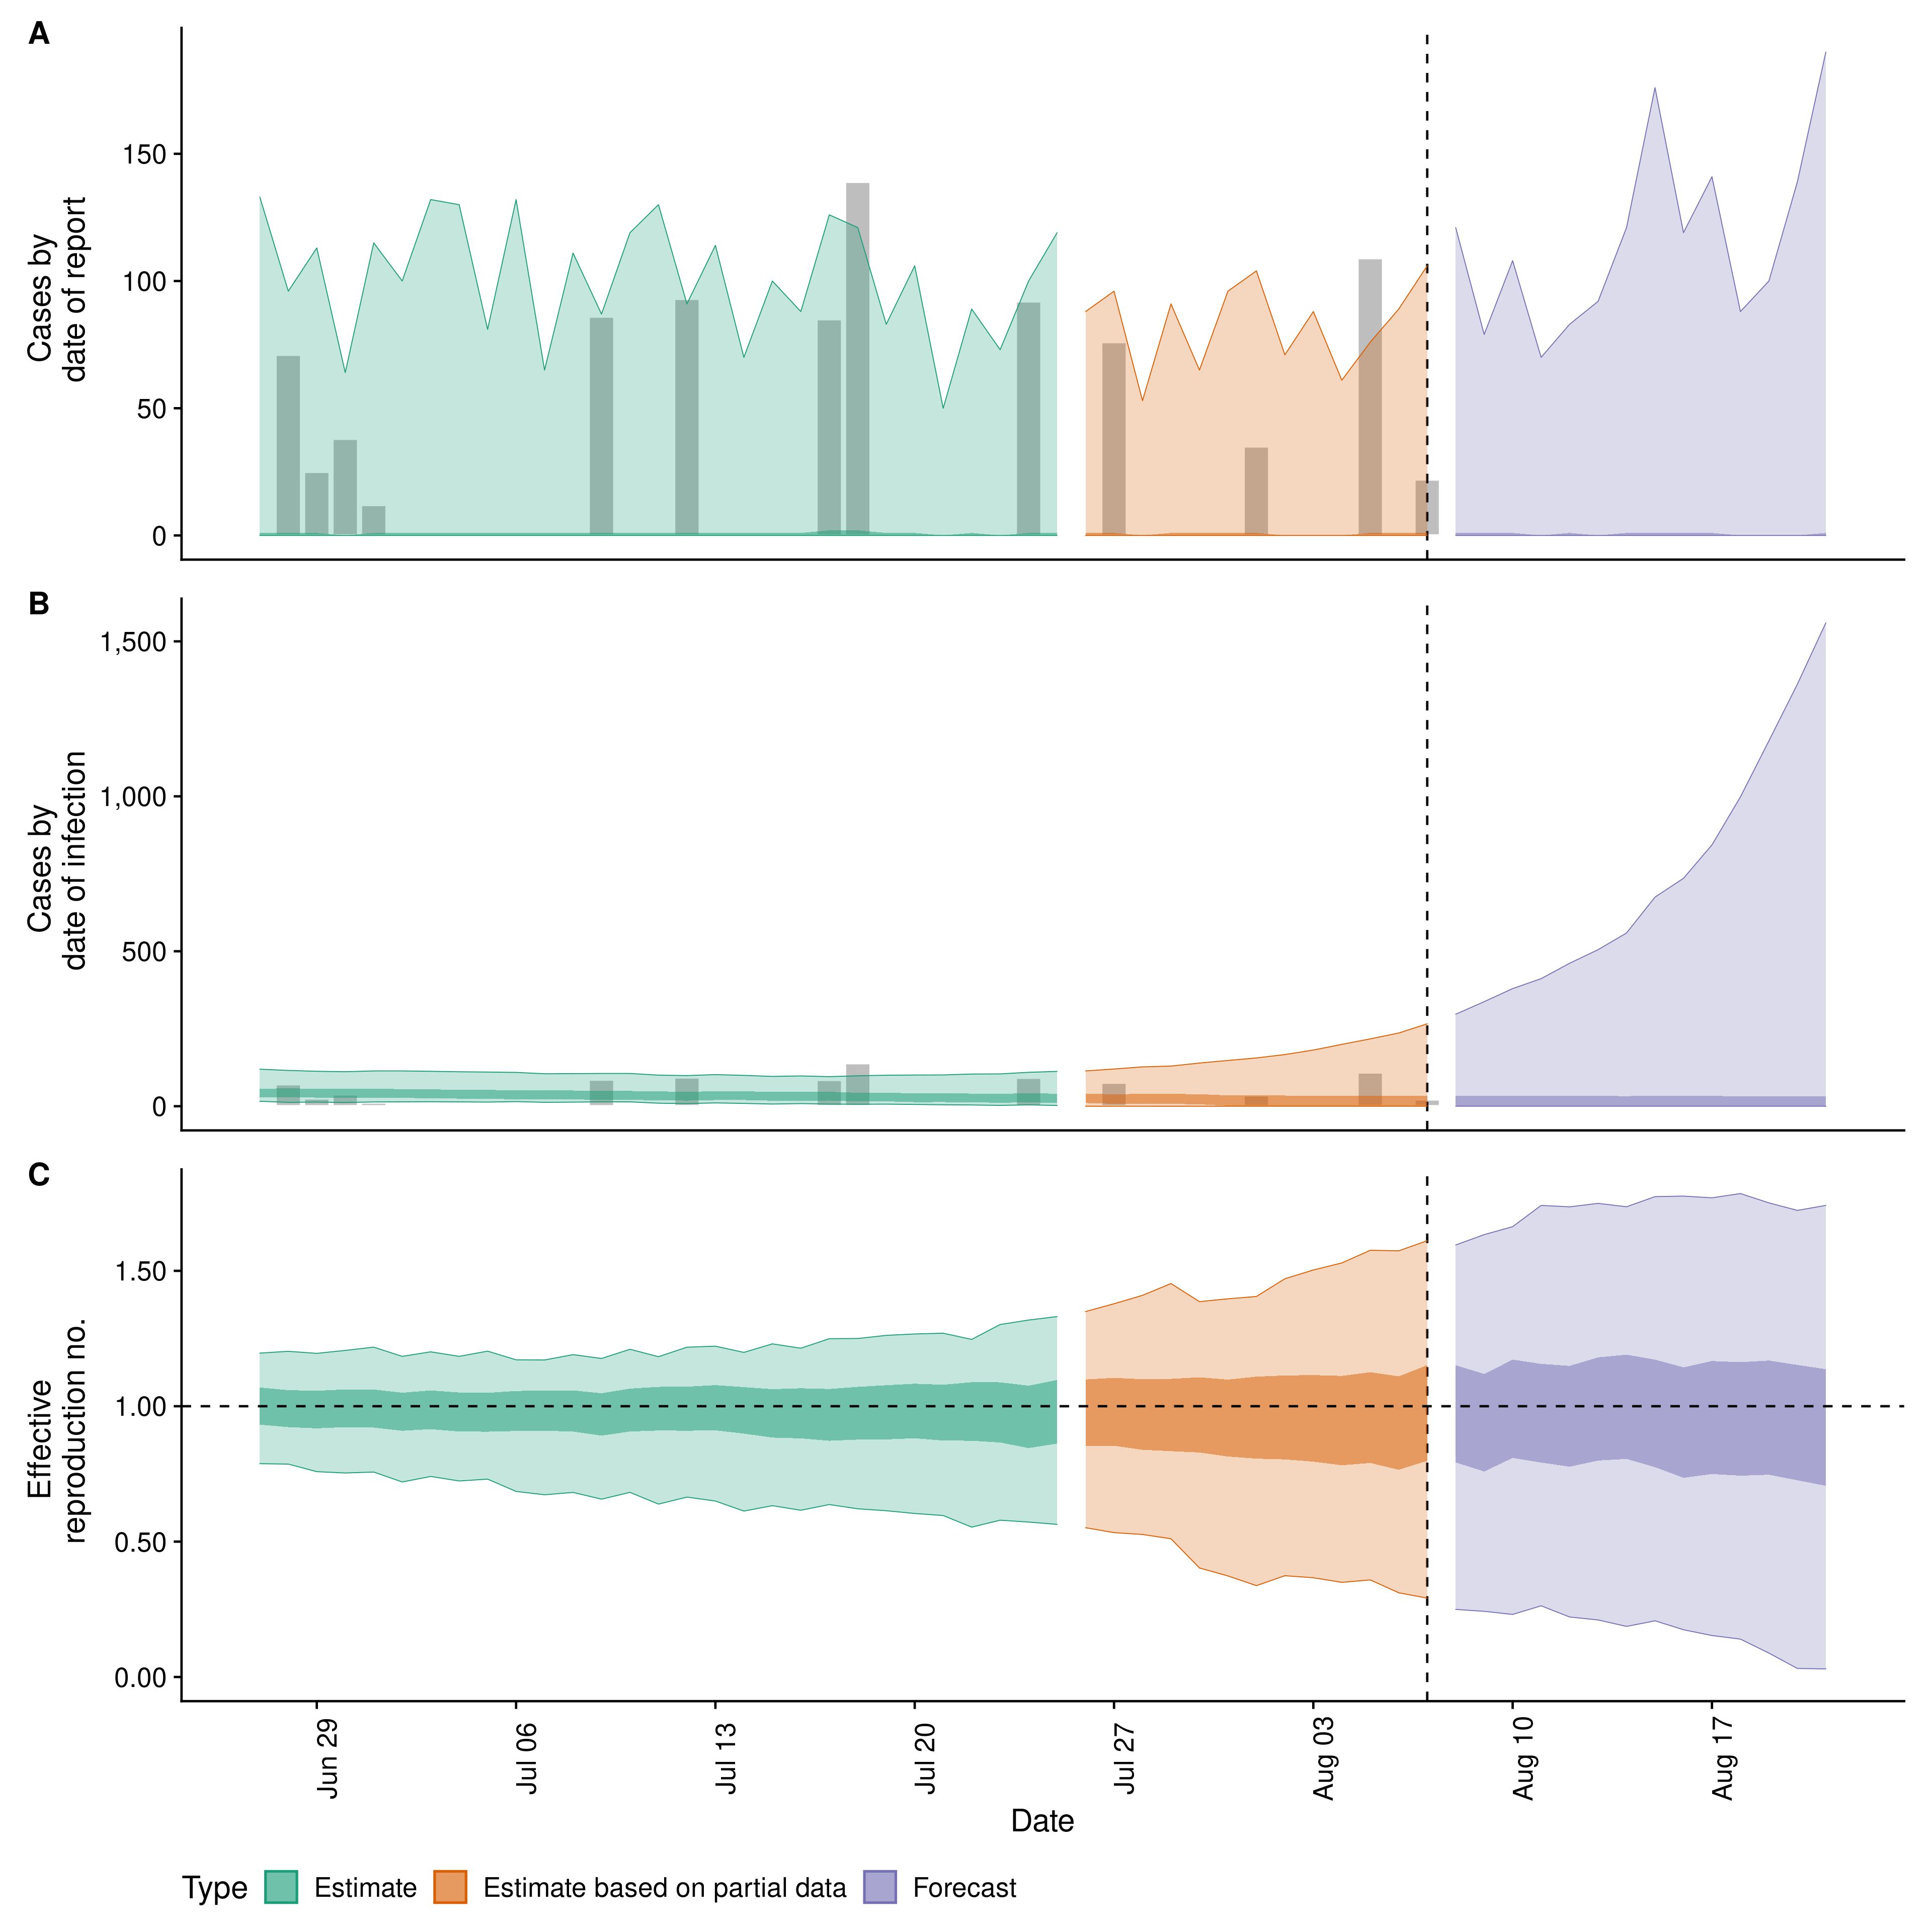 A
Cases by
date of report
150
100
50
0
B
Cases by
date of infection
1,500
1,000
500
0
C
Effective
reproduction no.
1.50
1.00
0.50
0.00
Jun 29
Jul 06
Jul 13
Jul 20
Jul 27
Aug 03
Aug 10
Aug 17
Date
Type Estimate Estimate based on partial data Forecast